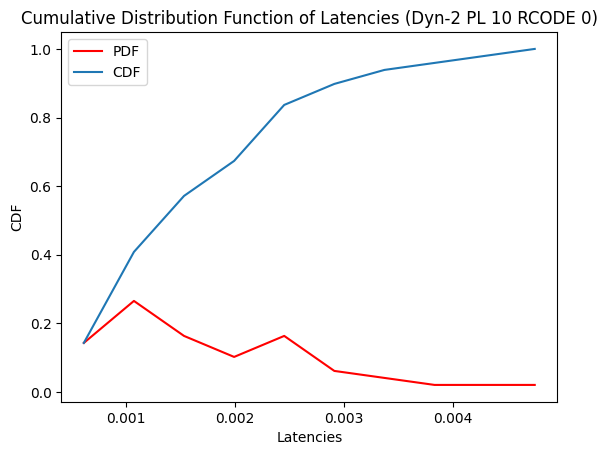 Cumulative Distribution Function of Latencies (Dyn-2 PL 10 RCODE 0)
PDF
CDF
1.0
0.8
0.6
0.4
0.2
0.0
CDF
0.001
0.002
0.003
0.004
Latencies